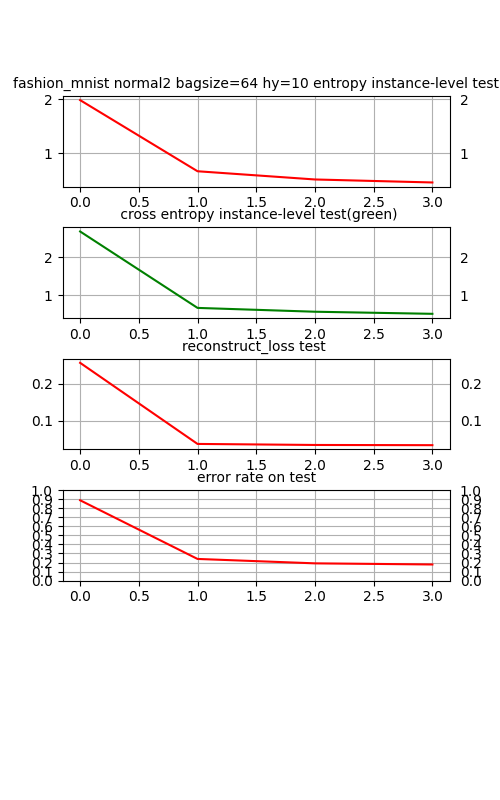 fashion_mnist normal2 bagsize=64 hy=10 entropy instance-level test
2 2
1 1
0.0 0.5 1.0 1.5 2.0 2.5 3.0
cross entropy instance-level test(green)
2 2
1 1
0.0 0.5 1.0 1.5 2.0 2.5 3.0
reconstruct_loss test
0.2 0.2
0.1 0.1
0.0 0.5 1.0 1.5 2.0 2.5 3.0
error rate on test
1.0 1.0
0.9 0.9
0.8 0.8
0.7 0.7
0.6 0.6
0.5 0.5
0.4 0.4
0.3 0.3
0.2 0.2
0.1 0.1
0.0 0.0
0.0 0.5 1.0 1.5 2.0 2.5 3.0